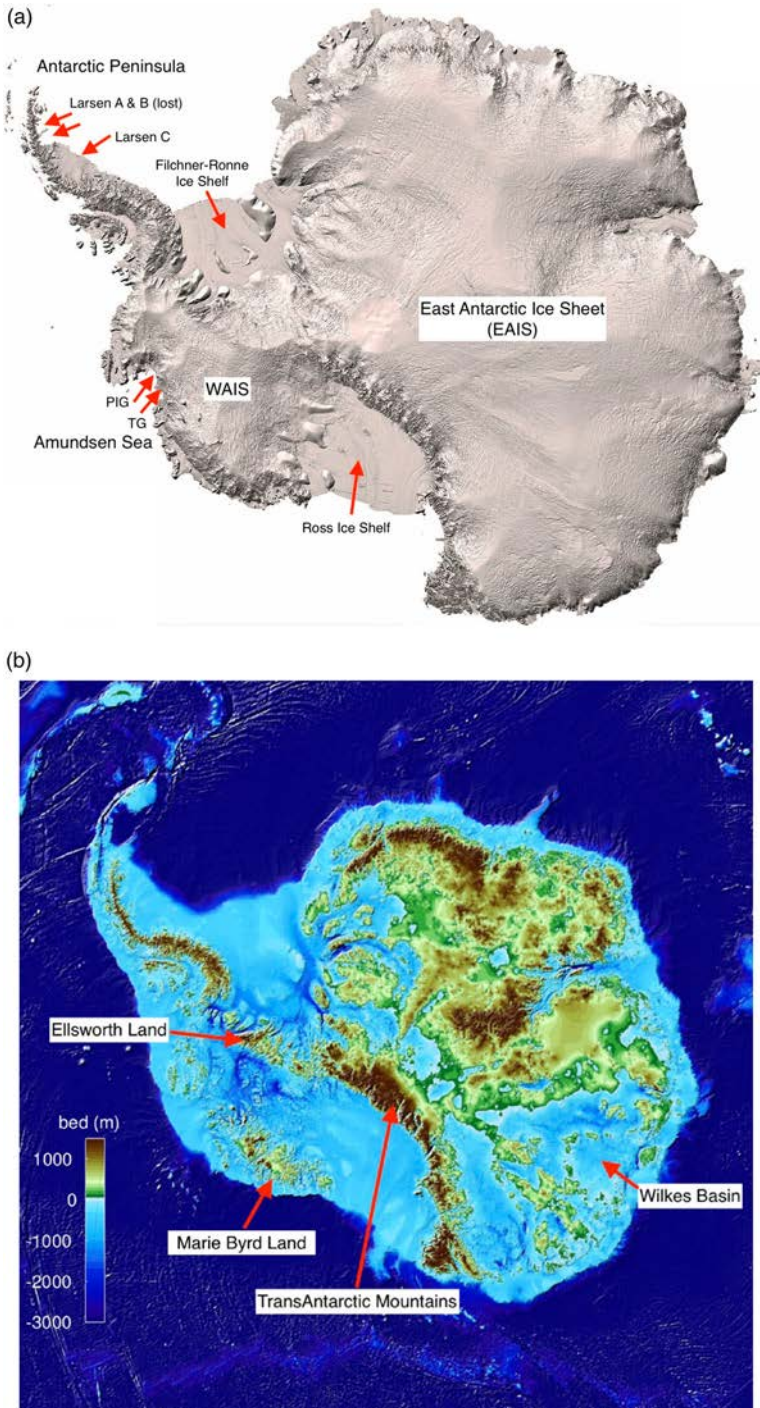 (a)
Antarctic Peninsula
Larsen A & B (lost)
Larsen C
Filchner-Ronne
Ice Shelf
East Antarctic Ice Sheet
(EAIS)
WAIS
PIG
TG
Amundsen Sea
Ross Ice Shelf
(b)
Ellsworth Land
bed (m)
1000
0
-1000
-2000
-3000
Wilkes Basin
Marie Byrd Land
TransAntarctic Mountains